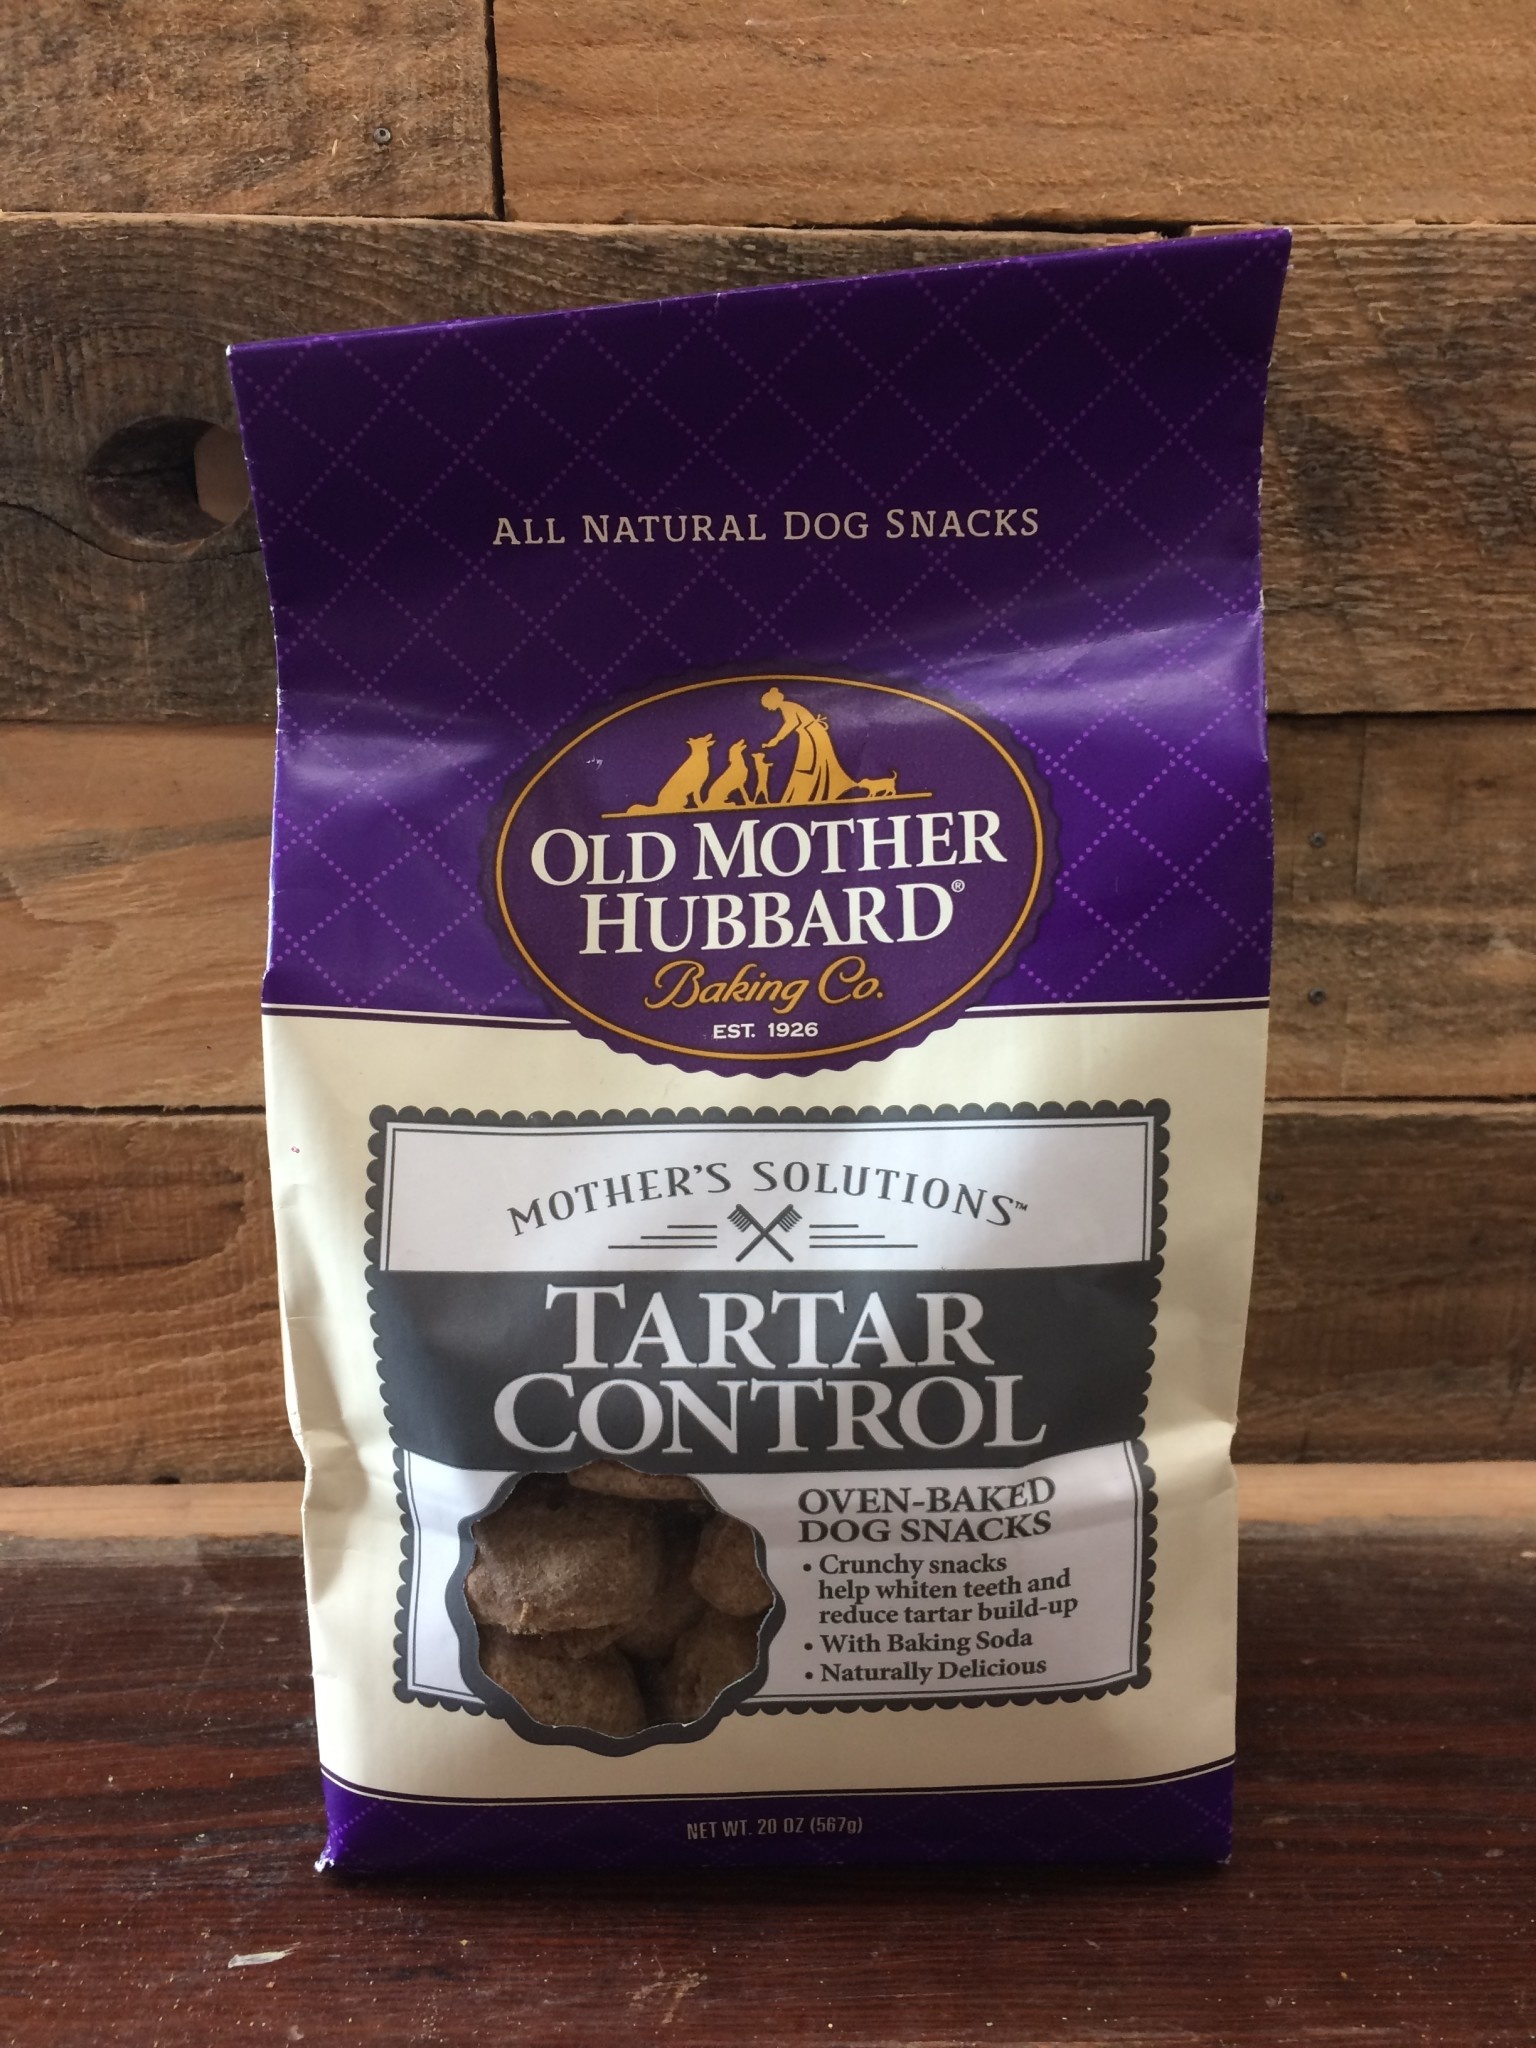 ALL NATURAL DOG SNACKS
OLD MOTHER
HUBBARD®
Baking Co.
EST. 1926
MOTHER'S SOLUTIONS™
TARTAR
CONTROL
OVEN-BAKED
DOG SNACKS
• Crunchy snacks
help whiten teeth and
reduce tartar build-up
• With Baking Soda
• Naturally Delicious
NET WT. 20 OZ (567g)